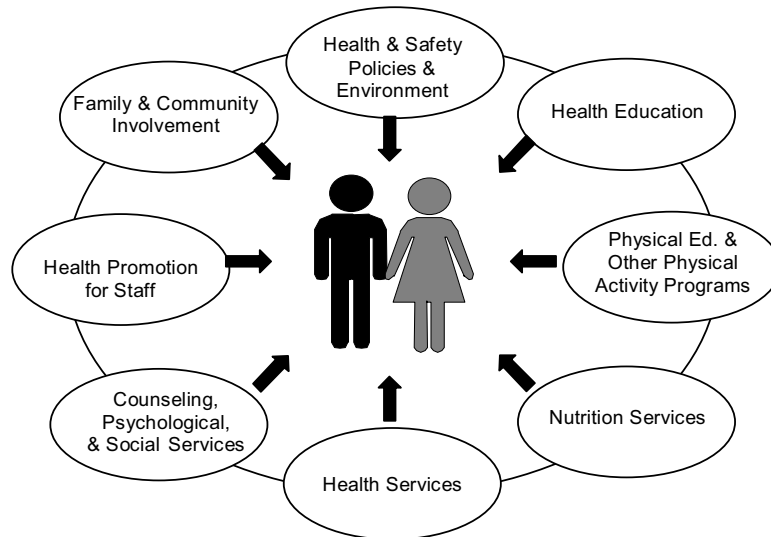 Health & Safety
Policies &
Environment
Family & Community
Involvement
Health Education
Health Promotion
for Staff
Physical Ed. &
Other Physical
Activity Programs
Counseling,
Psychological,
& Social Services
Nutrition Services
Health Services